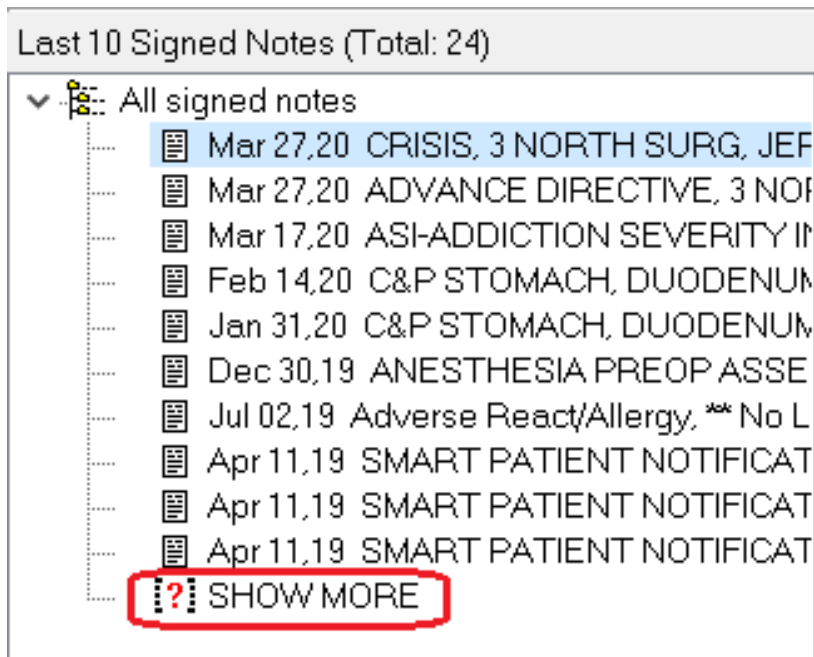 Last 10 Signed Notes (Total: 24)
All signed notes
Mar 27,20 CRISIS, 3 NORTH SURG, JEF
Mar 27,20 ADVANCE DIRECTIVE, 3 NOR
Mar 17,20 ASI-ADDICTION SEVERITY IN
Feb 14,20 C&P STOMACH, DUODENUM
Jan 31,20 C&P STOMACH, DUODENUM
Dec 30,19 ANESTHESIA PREOP ASSE
Jul 02,19 Adverse React/Allergy, ** No L
Apr 11,19 SMART PATIENT NOTIFICAT
Apr 11,19 SMART PATIENT NOTIFICAT
Apr 11,19 SMART PATIENT NOTIFICAT
[?] SHOW MORE